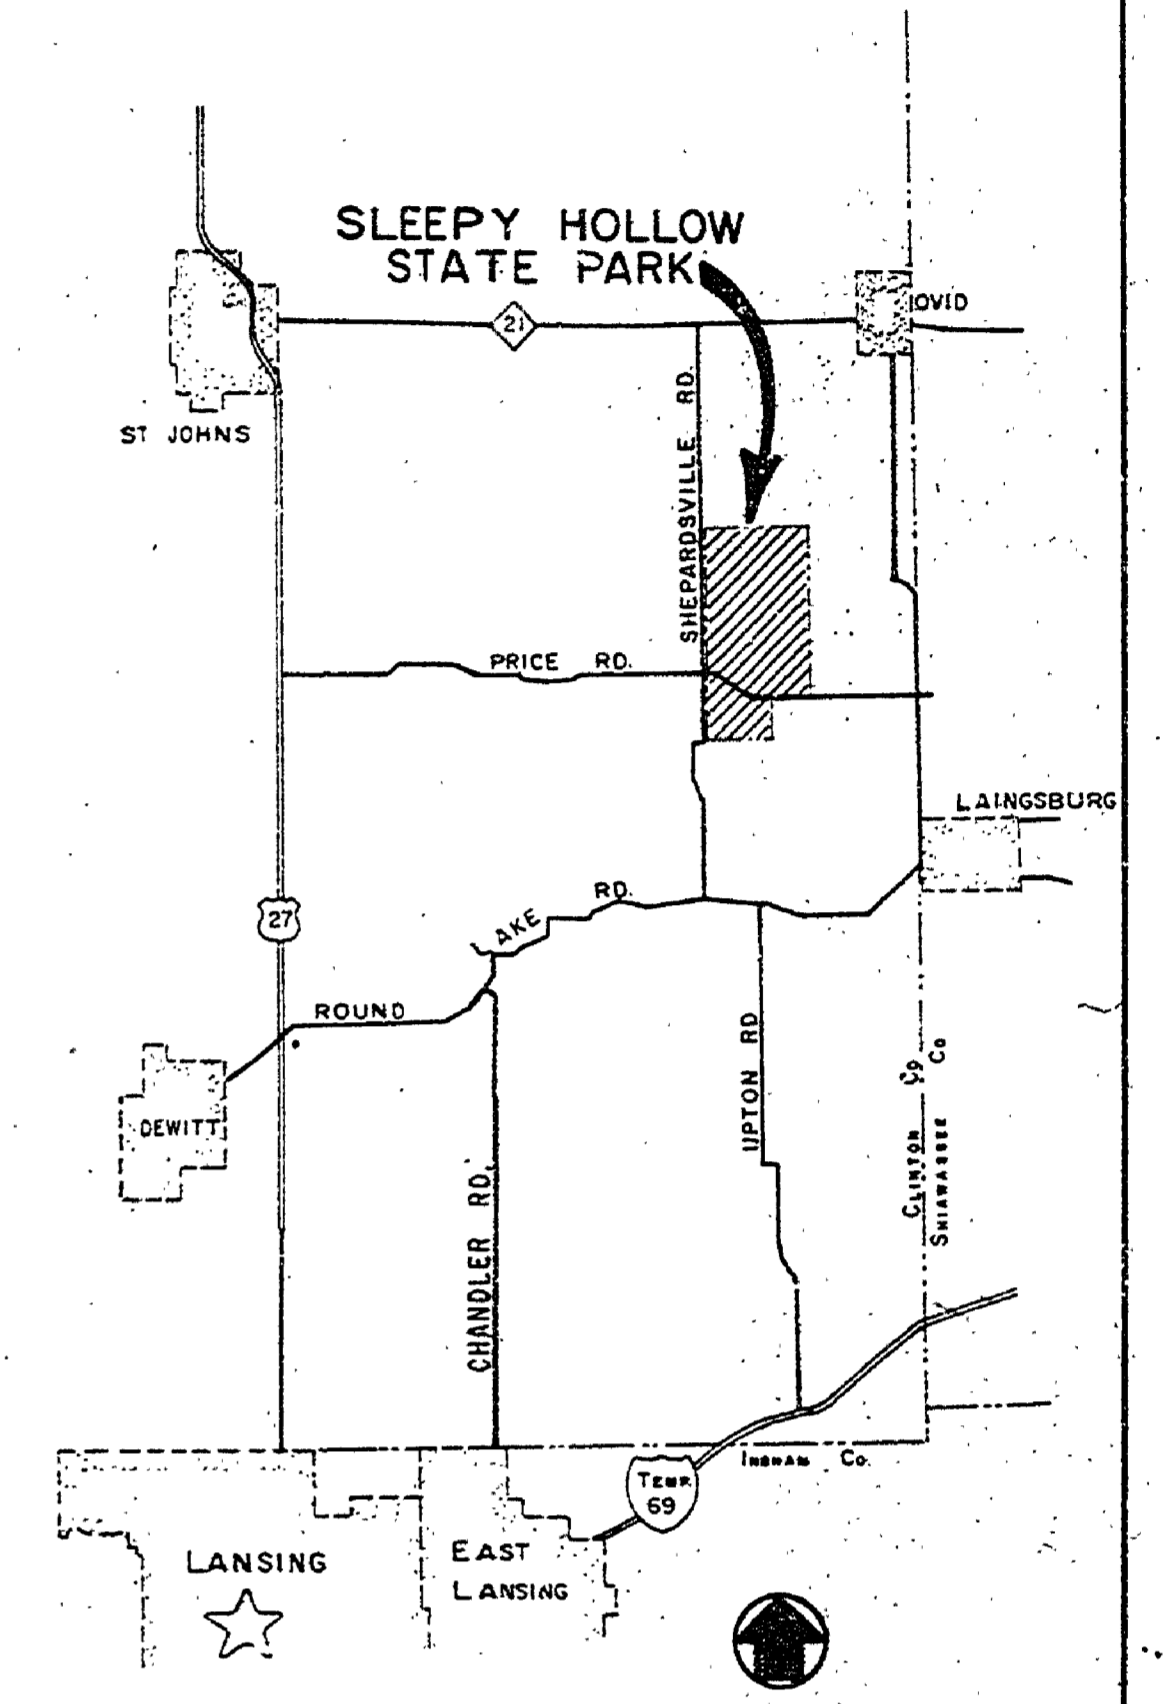 SLEEPY HOLLOW
STATE PARK
OVID
21
ST JOHNS
SHEPARDSVILLE RD.
PRICE RD.
LAINGSBURG
27
ROUND LAKE RD.
UPTON RD
DEWITT
CLINTON CO
SHIAWASSEE CO
CHANDLER RD.
INGHAM CO.
TEMP.
69
LANSING
EAST
LANSING